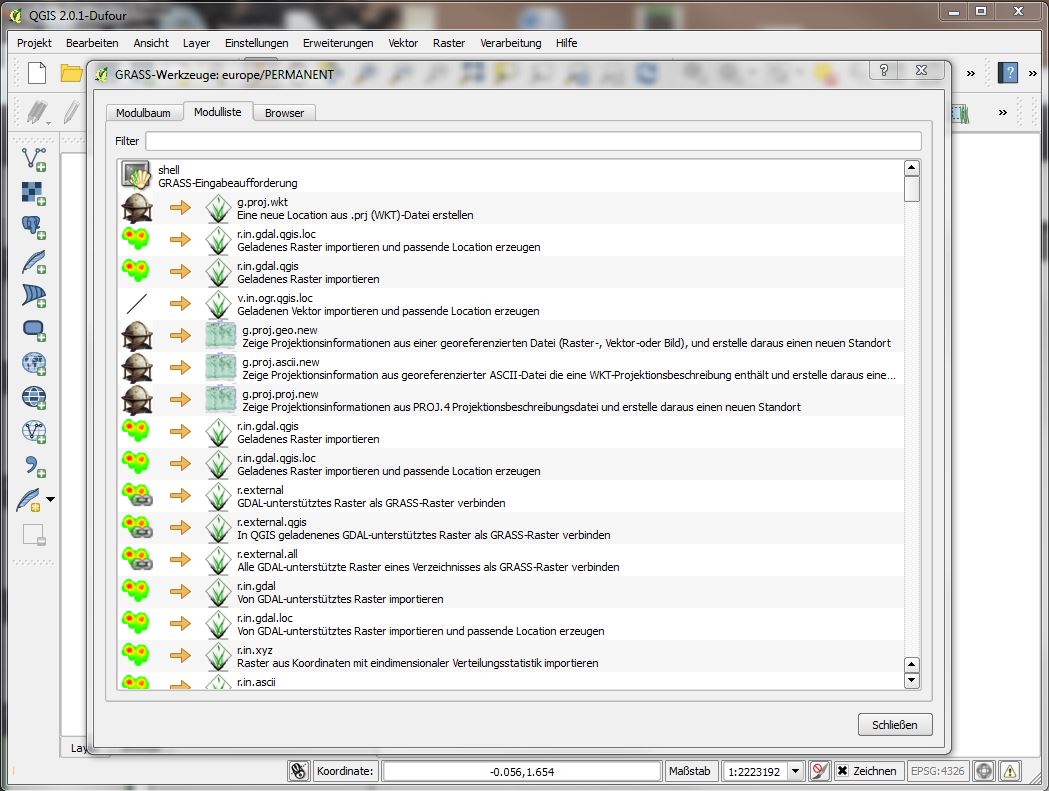 QGIS 2.0.1-Dufour
Projekt Bearbeiten Ansicht Layer Einstellungen Erweiterungen Vektor Raster Verarbeitung Hilfe
GRASS-Werkzeuge: europe/PERMANENT
Modulbaum Modulliste Browser
Filter
shell
GRASS-Eingabeaufforderung
g.proj.wkt
Eine neue Location aus .prj (WKT)-Datei erstellen
r.in.gdal.qgis.loc
Geladenes Raster importieren und passende Location erzeugen
r.in.gdal.qgis
Geladenes Raster importieren
v.in.ogr.qgis.loc
Geladenen Vektor importieren und passende Location erzeugen
g.proj.geo.new
Zeige Projektionsinformationen aus einer georeferenzierten Datei (Raster-, Vektor-oder Bild), und erstelle daraus einen neuen Standort
g.proj.ascii.new
Zeige Projektionsinformation aus georeferenzierter ASCII-Datei die eine WKT-Projektionsbeschreibung enthält und erstelle daraus eine...
g.proj.proj.new
Zeige Projektionsinformationen aus PROJ.4 Projektionsbeschreibungsdatei und erstelle daraus einen neuen Standort
r.in.gdal.qgis
Geladenes Raster importieren
r.in.gdal.qgis.loc
Geladenes Raster importieren und passende Location erzeugen
r.external
GDAL-unterstütztes Raster als GRASS-Raster verbinden
r.external.qgis
In QGIS geladenenes GDAL-unterstütztes Raster als GRASS-Raster verbinden
r.external.all
Alle GDAL-unterstützte Raster eines Verzeichnisses als GRASS-Raster verbinden
r.in.gdal
Von GDAL-unterstütztes Raster importieren
r.in.gdal.loc
Von GDAL-unterstütztes Raster importieren und passende Location erzeugen
r.in.xyz
Raster aus Koordinaten mit eindimensionaler Verteilungsstatistik importieren
r.in.ascii
Schließen
Lay
Koordinate: -0.056,1.654 Maßstab 1:2223192 Zeichnen EPSG:4326